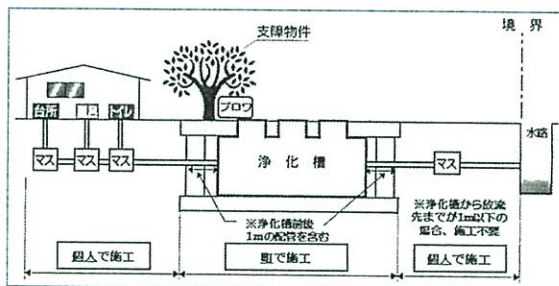 境 界
支障物件
ブロワ
台所
風呂
トイレ
水路
マス
マス
マス
浄 化 槽
マス
※浄化槽前後
1mの配管を含む
※浄化槽から放流
先までが1m以下の
場合、施工不要
個人で施工
町で施工
個人で施工